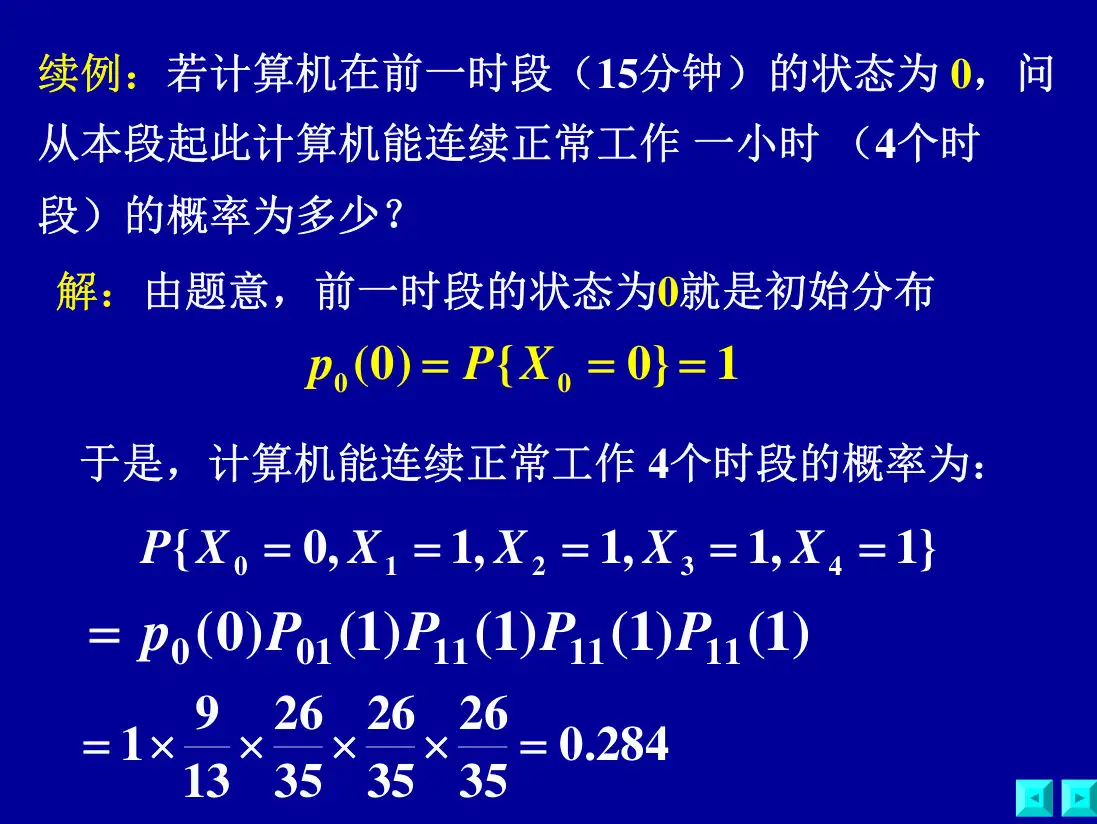 续例：若计算机在前一时段（15分钟）的状态为 0，问
从本段起此计算机能连续正常工作 一小时 （4个时
段）的概率为多少？
解：由题意，前一时段的状态为0就是初始分布
p₀(0) = P{X₀ = 0} = 1
于是，计算机能连续正常工作 4个时段的概率为：
P{X₀ = 0, X₁ = 1, X₂ = 1, X₃ = 1, X₄ = 1}
= p₀(0)P₀₁(1)P₁₁(1)P₁₁(1)P₁₁(1)
= 1 × 9/13 × 26/35 × 26/35 × 26/35 = 0.284